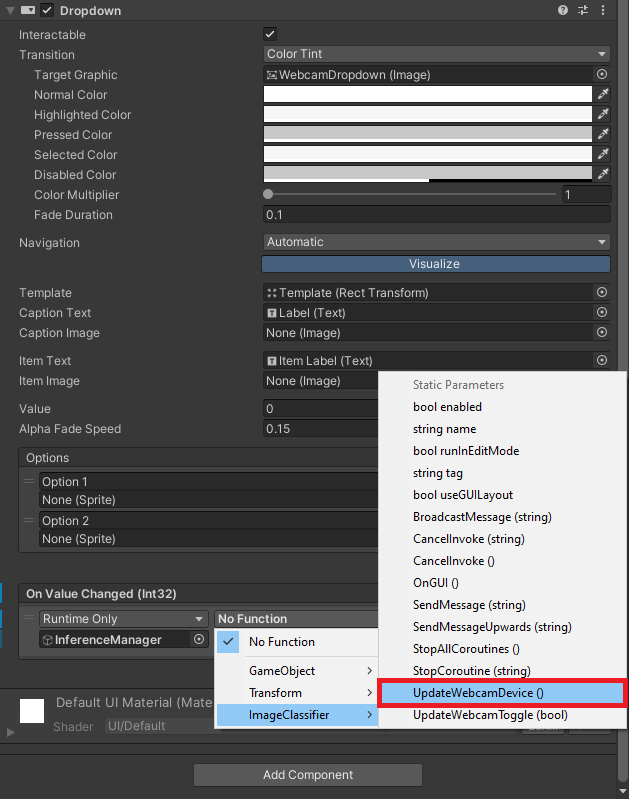 Dropdown
Interactable
Transition Color Tint
Target Graphic WebcamDropdown (Image)
Normal Color
Highlighted Color
Pressed Color
Selected Color
Disabled Color
Color Multiplier 1
Fade Duration 0.1
Navigation Automatic
Visualize
Template Template (Rect Transform)
Caption Text Label (Text)
Caption Image None (Image)
Item Text Item Label (Text)
Item Image None (Image)
Value 0
Alpha Fade Speed 0.15
Options
Option 1
None (Sprite)
Option 2
None (Sprite)
On Value Changed (Int32)
Runtime Only No Function
InferenceManager
No Function
GameObject
Transform
ImageClassifier
Static Parameters
bool enabled
string name
bool runInEditMode
string tag
bool useGUILayout
BroadcastMessage (string)
CancelInvoke (string)
CancelInvoke ()
OnGUI ()
SendMessage (string)
SendMessageUpwards (string)
StopAllCoroutines ()
StopCoroutine (string)
UpdateWebcamDevice ()
UpdateWebcamToggle (bool)
Default UI Material (Mate
Shader UI/Default
Add Component